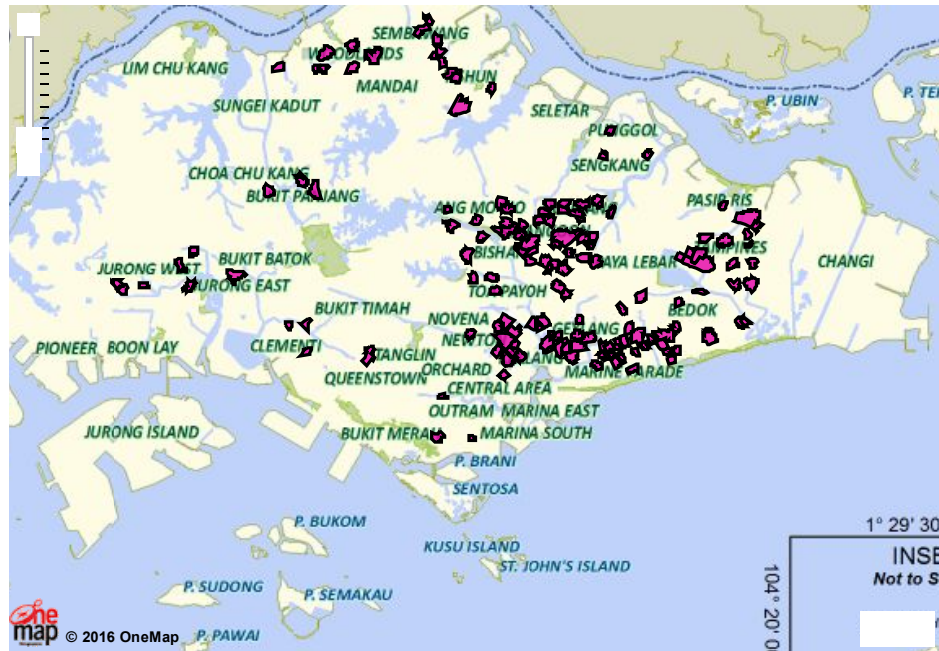 SEMBAWANG
WOODLANDS
LIM CHU KANG
MANDAI
SUNGEI KADUT
SELETAR
P. UBIN
PUNGGOL
SENGKANG
CHOA CHU KANG
BUKIT PANJANG
ANG MO KIO
PASIR RIS
BISHAN
TAMPINES
PAYA LEBAR
CHANGI
BUKIT BATOK
JURONG WEST
JURONG EAST
TOA PAYOH
BUKIT TIMAH
BEDOK
NOVENA
GEYLANG
NEWTON
CLEMENTI
PIONEER
BOON LAY
TANGLIN
ORCHARD
MARINE PARADE
QUEENSTOWN
CENTRAL AREA
OUTRAM
MARINA EAST
JURONG ISLAND
BUKIT MERAH
MARINA SOUTH
P. BRANI
SENTOSA
P. BUKOM
KUSU ISLAND
ST. JOHN'S ISLAND
P. SUDONG
P. SEMAKAU
P. PAWAI
1° 29' 30
INSE
Not to S
104° 20' 0
One
map
© 2016 OneMap